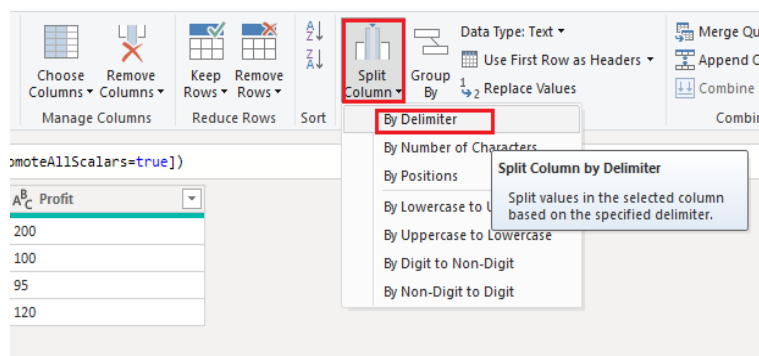 Choose Columns
Remove Columns
Keep Rows
Remove Rows
Split Column
Group By
Data Type: Text
Use First Row as Headers
1 2 Replace Values
Merge Qu
Append
Combine
Manage Columns
Reduce Rows
Sort
Combin
By Delimiter
By Number of Characters
By Positions
By Lowercase to U
By Uppercase to Lowercase
By Digit to Non-Digit
By Non-Digit to Digit
Split Column by Delimiter
Split values in the selected column
based on the specified delimiter.
omoteAllScalars=true])
ABC Profit
200
100
95
120